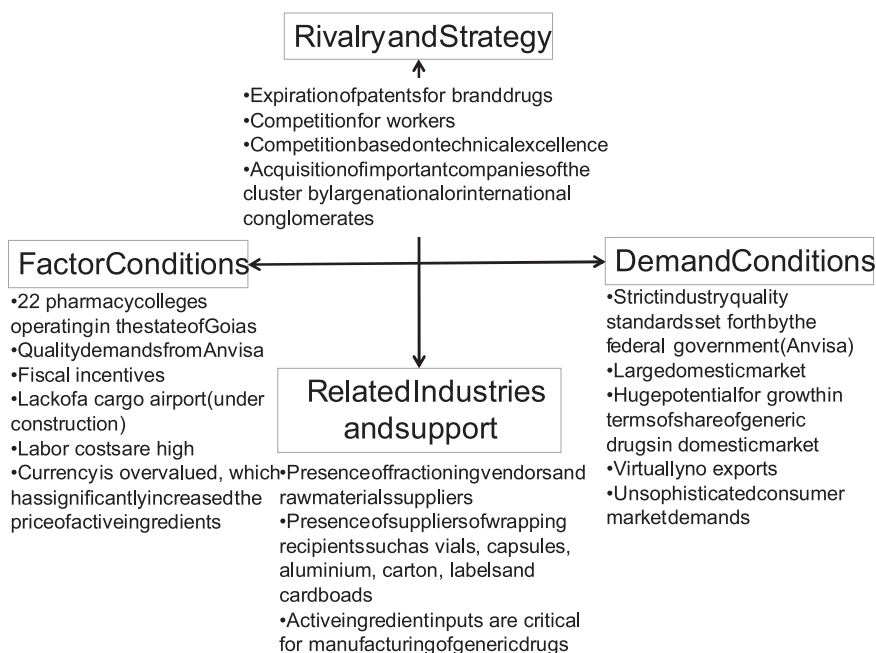 RivalryandStrategy
•Expirationofpatentsfor branddrugs
•Competitionfor workers
•Competitionbasedontechnicalexcellence
•Acquisitionofimportantcompaniesofthe
cluster bylargenationalorinternational
conglomerates
FactorConditions
•22 pharmacycolleges
operatingin thestateofGoias
•QualitydemandsfromAnvisa
•Fiscal incentives
•Lackofa cargo airport(under
construction)
•Labor costsare high
•Currencyis overvalued, which
hassignificantlyincreasedthe
priceofactiveingredients
DemandConditions
•Strictindustryquality
standardsset forthbythe
federal government(Anvisa)
•Largedomesticmarket
•Hugepotentialfor growthin
termsofshareofgeneric
drugsin domesticmarket
•Virtuallyno exports
•Unsophisticatedconsumer
marketdemands
RelatedIndustries
andsupport
•Presenceoffractioningvendorsand
rawmaterialssuppliers
•Presenceofsuppliersofwrapping
recipientssuchas vials, capsules,
aluminium, carton, labelsand
cardboads
•Activeingredientinputs are critical
for manufacturingofgenericdrugs